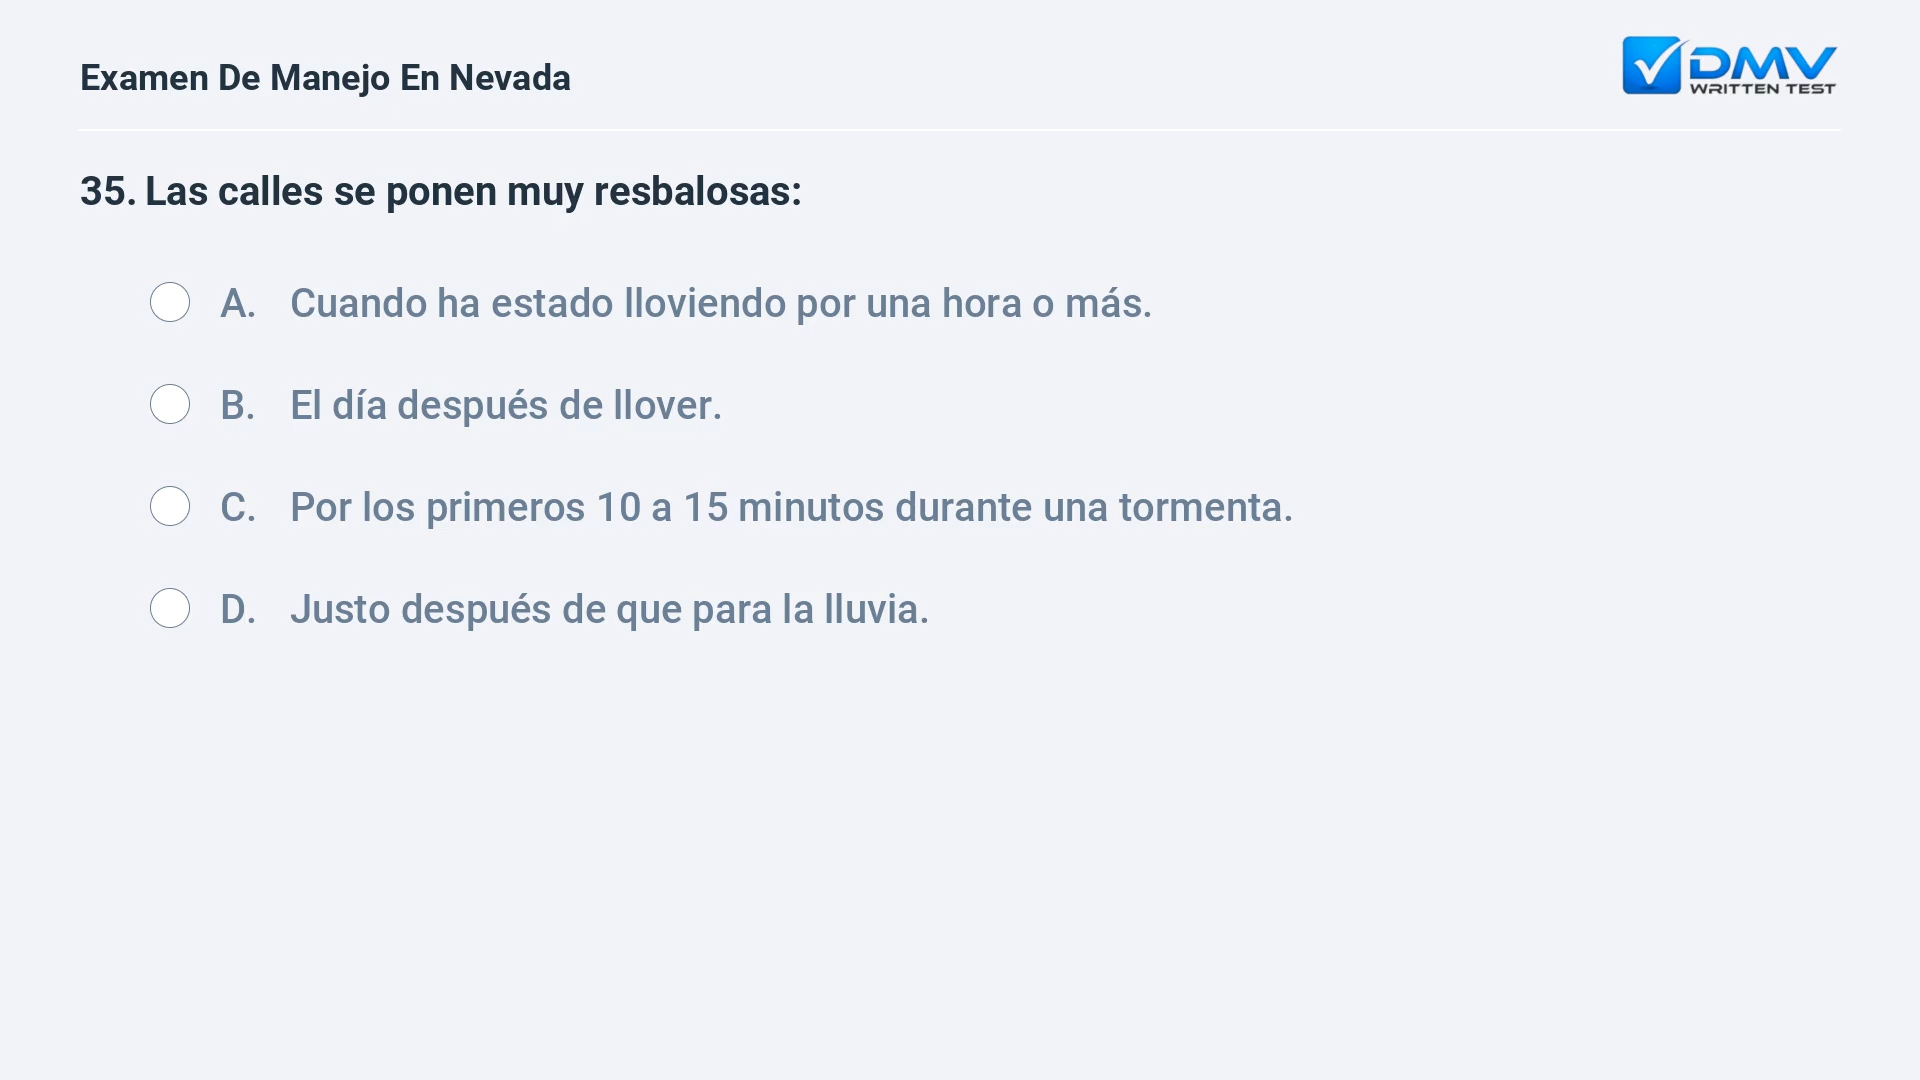 Examen De Manejo En Nevada
DMV
WRITTEN TEST
35. Las calles se ponen muy resbalosas:
A. Cuando ha estado lloviendo por una hora o más.
B. El día después de llover.
C. Por los primeros 10 a 15 minutos durante una tormenta.
D. Justo después de que para la lluvia.